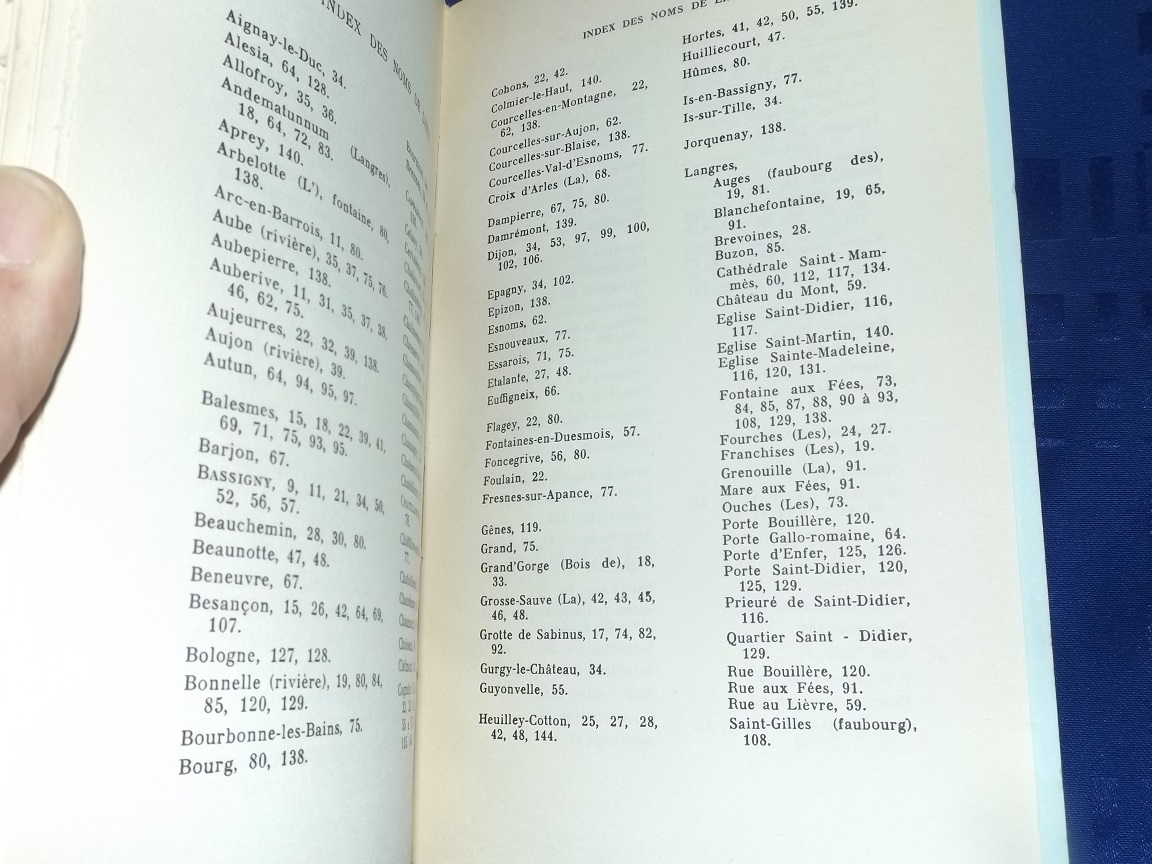 INDEX DES NOMS DE
Aignay-le-Duc, 34.
Alesia, 64, 128.
Allofroy, 35, 36.
Andematunnum (Langres),
18, 64, 72, 83.
Aprey, 140.
Arbelotte (L'), fontaine, 80,
138.
Arc-en-Barrois, 11, 80.
Aube (rivière), 35, 37, 75, 76.
Aubepierre, 138.
Auberive, 11, 31, 35, 37, 38,
46, 62, 75.
Aujeurres, 22, 32, 39, 138.
Aujon (rivière), 39.
Autun, 64, 94, 95, 97.
Balesmes, 15, 18, 22, 39, 41,
69, 71, 75, 93, 95.
Barjon, 67.
BASSIGNY, 9, 11, 21, 34, 50,
52, 56, 57.
Beauchemin, 28, 30, 80.
Beaunotte, 47, 48.
Beneuvre, 67.
Besançon, 15, 26, 42, 64, 69,
107.
Bologne, 127, 128.
Bonnelle (rivière), 19, 80, 84,
85, 120, 129.
Bourbonne-les-Bains, 75.
Bourg, 80, 138.
INDEX DES NOMS DE
Cohons, 22, 42.
Colmier-le-Haut, 140.
Courcelles-en-Montagne, 22,
62, 138.
Courcelles-sur-Aujon, 62.
Courcelles-sur-Blaise, 138.
Courcelles-Val-d'Esnoms, 77.
Croix d'Arles (La), 68.
Dampierre, 67, 75, 80.
Damrémont, 139.
Dijon, 34, 53, 97, 99, 100,
102, 106.
Epagny, 34, 102.
Epizon, 138.
Esnoms, 62.
Esnouveaux, 77.
Essarois, 71, 75.
Etalante, 27, 48.
Euffigneix, 66.
Flagey, 22, 80.
Fontaines-en-Duesmois, 57.
Foncegrive, 56, 80.
Foulain, 22.
Fresnes-sur-Apance, 77.
Gênes, 119.
Grand, 75.
Grand'Gorge (Bois de), 18,
33.
Grosse-Sauve (La), 42, 43, 45,
46, 48.
Grotte de Sabinus, 17, 74, 82,
92.
Gurgy-le-Château, 34.
Guyonvelle, 55.
Heuilley-Cotton, 25, 27, 28,
42, 48, 144.
Hortes, 41, 42, 50, 55, 139.
Huilliecourt, 47.
Hûmes, 80.
Is-en-Bassigny, 77.
Is-sur-Tille, 34.
Jorquenay, 138.
Langres,
Auges (faubourg des),
19, 81.
Blanchefontaine, 19, 65,
91.
Brevoines, 28.
Buzon, 85.
Cathédrale Saint-Mam-
mès, 60, 112, 117, 134.
Château du Mont, 59.
Eglise Saint-Didier, 116,
117.
Eglise Saint-Martin, 140.
Eglise Sainte-Madeleine,
116, 120, 131.
Fontaine aux Fées, 73,
84, 85, 87, 88, 90 à 93,
108, 129, 138.
Fourches (Les), 24, 27.
Franchises (Les), 19.
Grenouille (La), 91.
Mare aux Fées, 91.
Ouches (Les), 73.
Porte Bouillère, 120.
Porte Gallo-romaine, 64.
Porte d'Enfer, 125, 126.
Porte Saint-Didier, 120,
125, 129.
Prieuré de Saint-Didier,
116.
Quartier Saint - Didier,
129.
Rue Bouillère, 120.
Rue aux Fées, 91.
Rue au Lièvre, 59.
Saint-Gilles (faubourg),
108.